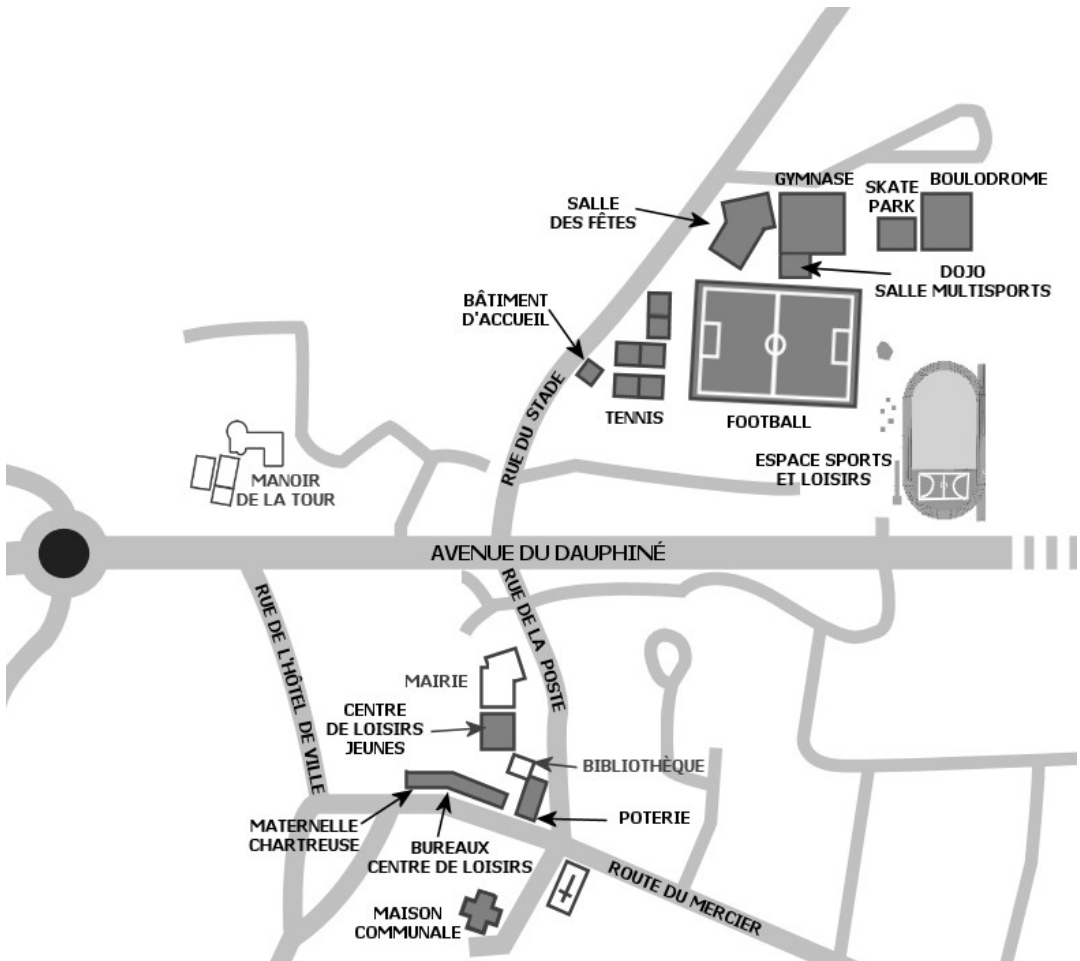 GYMNASE
SKATE
PARK
BOULODROME
SALLE
DES FÊTES
DOJO
SALLE MULTISPORTS
BÂTIMENT
D'ACCUEIL
RUE DU STADE
TENNIS
FOOTBALL
ESPACE SPORTS
ET LOISIRS
MANOIR
DE LA TOUR
AVENUE DU DAUPHINÉ
RUE DE L'HÔTEL DE VILLE
RUE DE LA POSTE
MAIRIE
CENTRE
DE LOISIRS
JEUNES
BIBLIOTHÈQUE
POTERIE
MATERNELLE
CHARTREUSE
BUREAUX
CENTRE DE LOISIRS
ROUTE DU MERCIER
MAISON
COMMUNALE